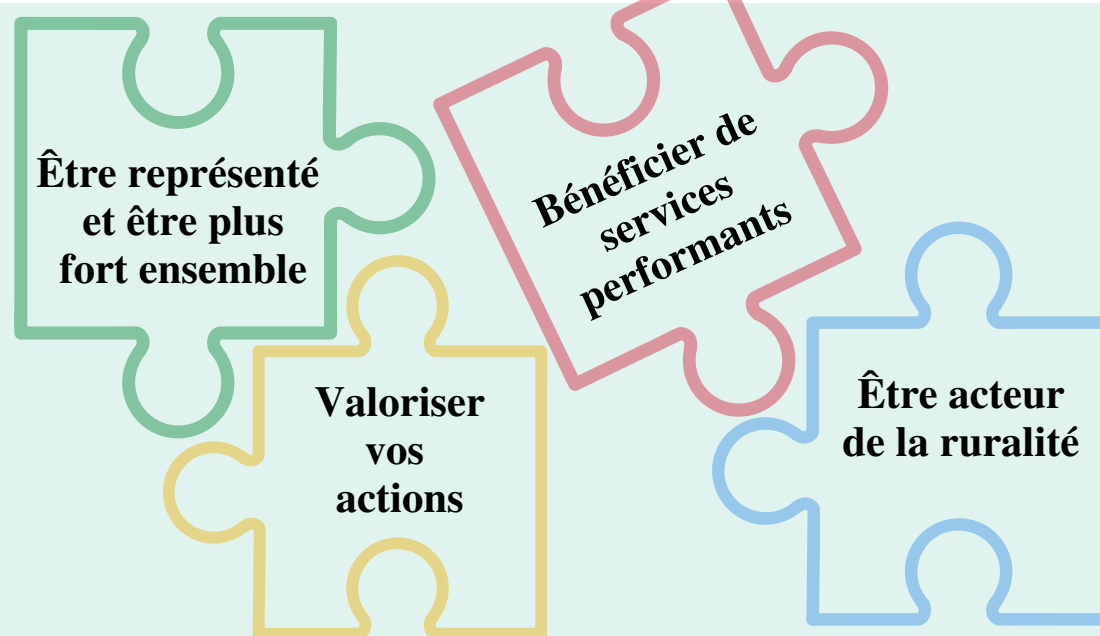 Être représenté
et être plus
fort ensemble
Bénéficier de
services
performants
Valoriser
vos
actions
Être acteur
de la ruralité